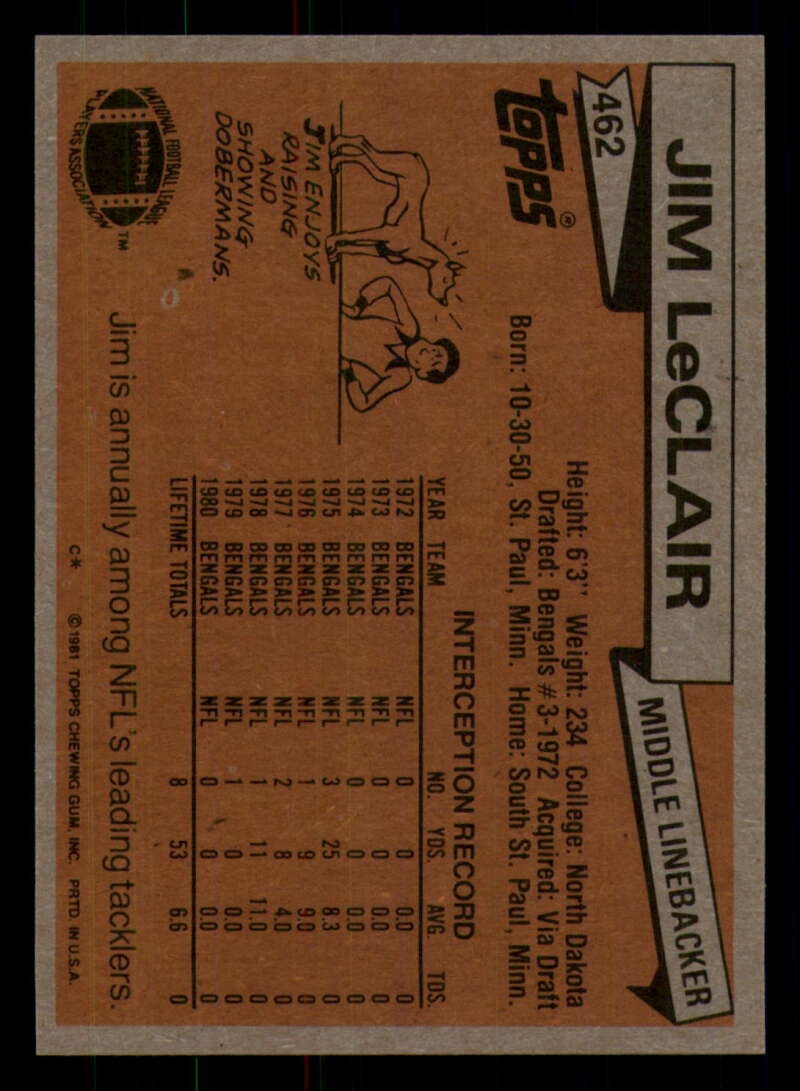 462
JIM LeCLAIR
MIDDLE LINEBACKER
TOPPS®
Height: 6'3" Weight: 234 College: North Dakota
Drafted: Bengals #3-1972 Acquired: Via Draft
Born: 10-30-50, St. Paul, Minn. Home: South St. Paul, Minn.
JIM ENJOYS
RAISING
AND
SHOWING
DOBERMANS.
INTERCEPTION RECORD
YEAR TEAM NO. YDS. AVG. TDS.
1972 BENGALS NFL 0 0 0.0 0
1973 BENGALS NFL 0 0 0.0 0
1974 BENGALS NFL 0 0 0.0 0
1975 BENGALS NFL 3 25 8.3 0
1976 BENGALS NFL 1 9 9.0 0
1977 BENGALS NFL 2 8 4.0 0
1978 BENGALS NFL 1 11 11.0 0
1979 BENGALS NFL 1 0 0.0 0
1980 BENGALS NFL 0 0 0.0 0
LIFETIME TOTALS 8 53 6.6 0
NATIONAL FOOTBALL LEAGUE
PLAYERS ASSOCIATION
TM
Jim is annually among NFL's leading tacklers.
C* ©1981 TOPPS CHEWING GUM, INC. PRTD. IN U.S.A.